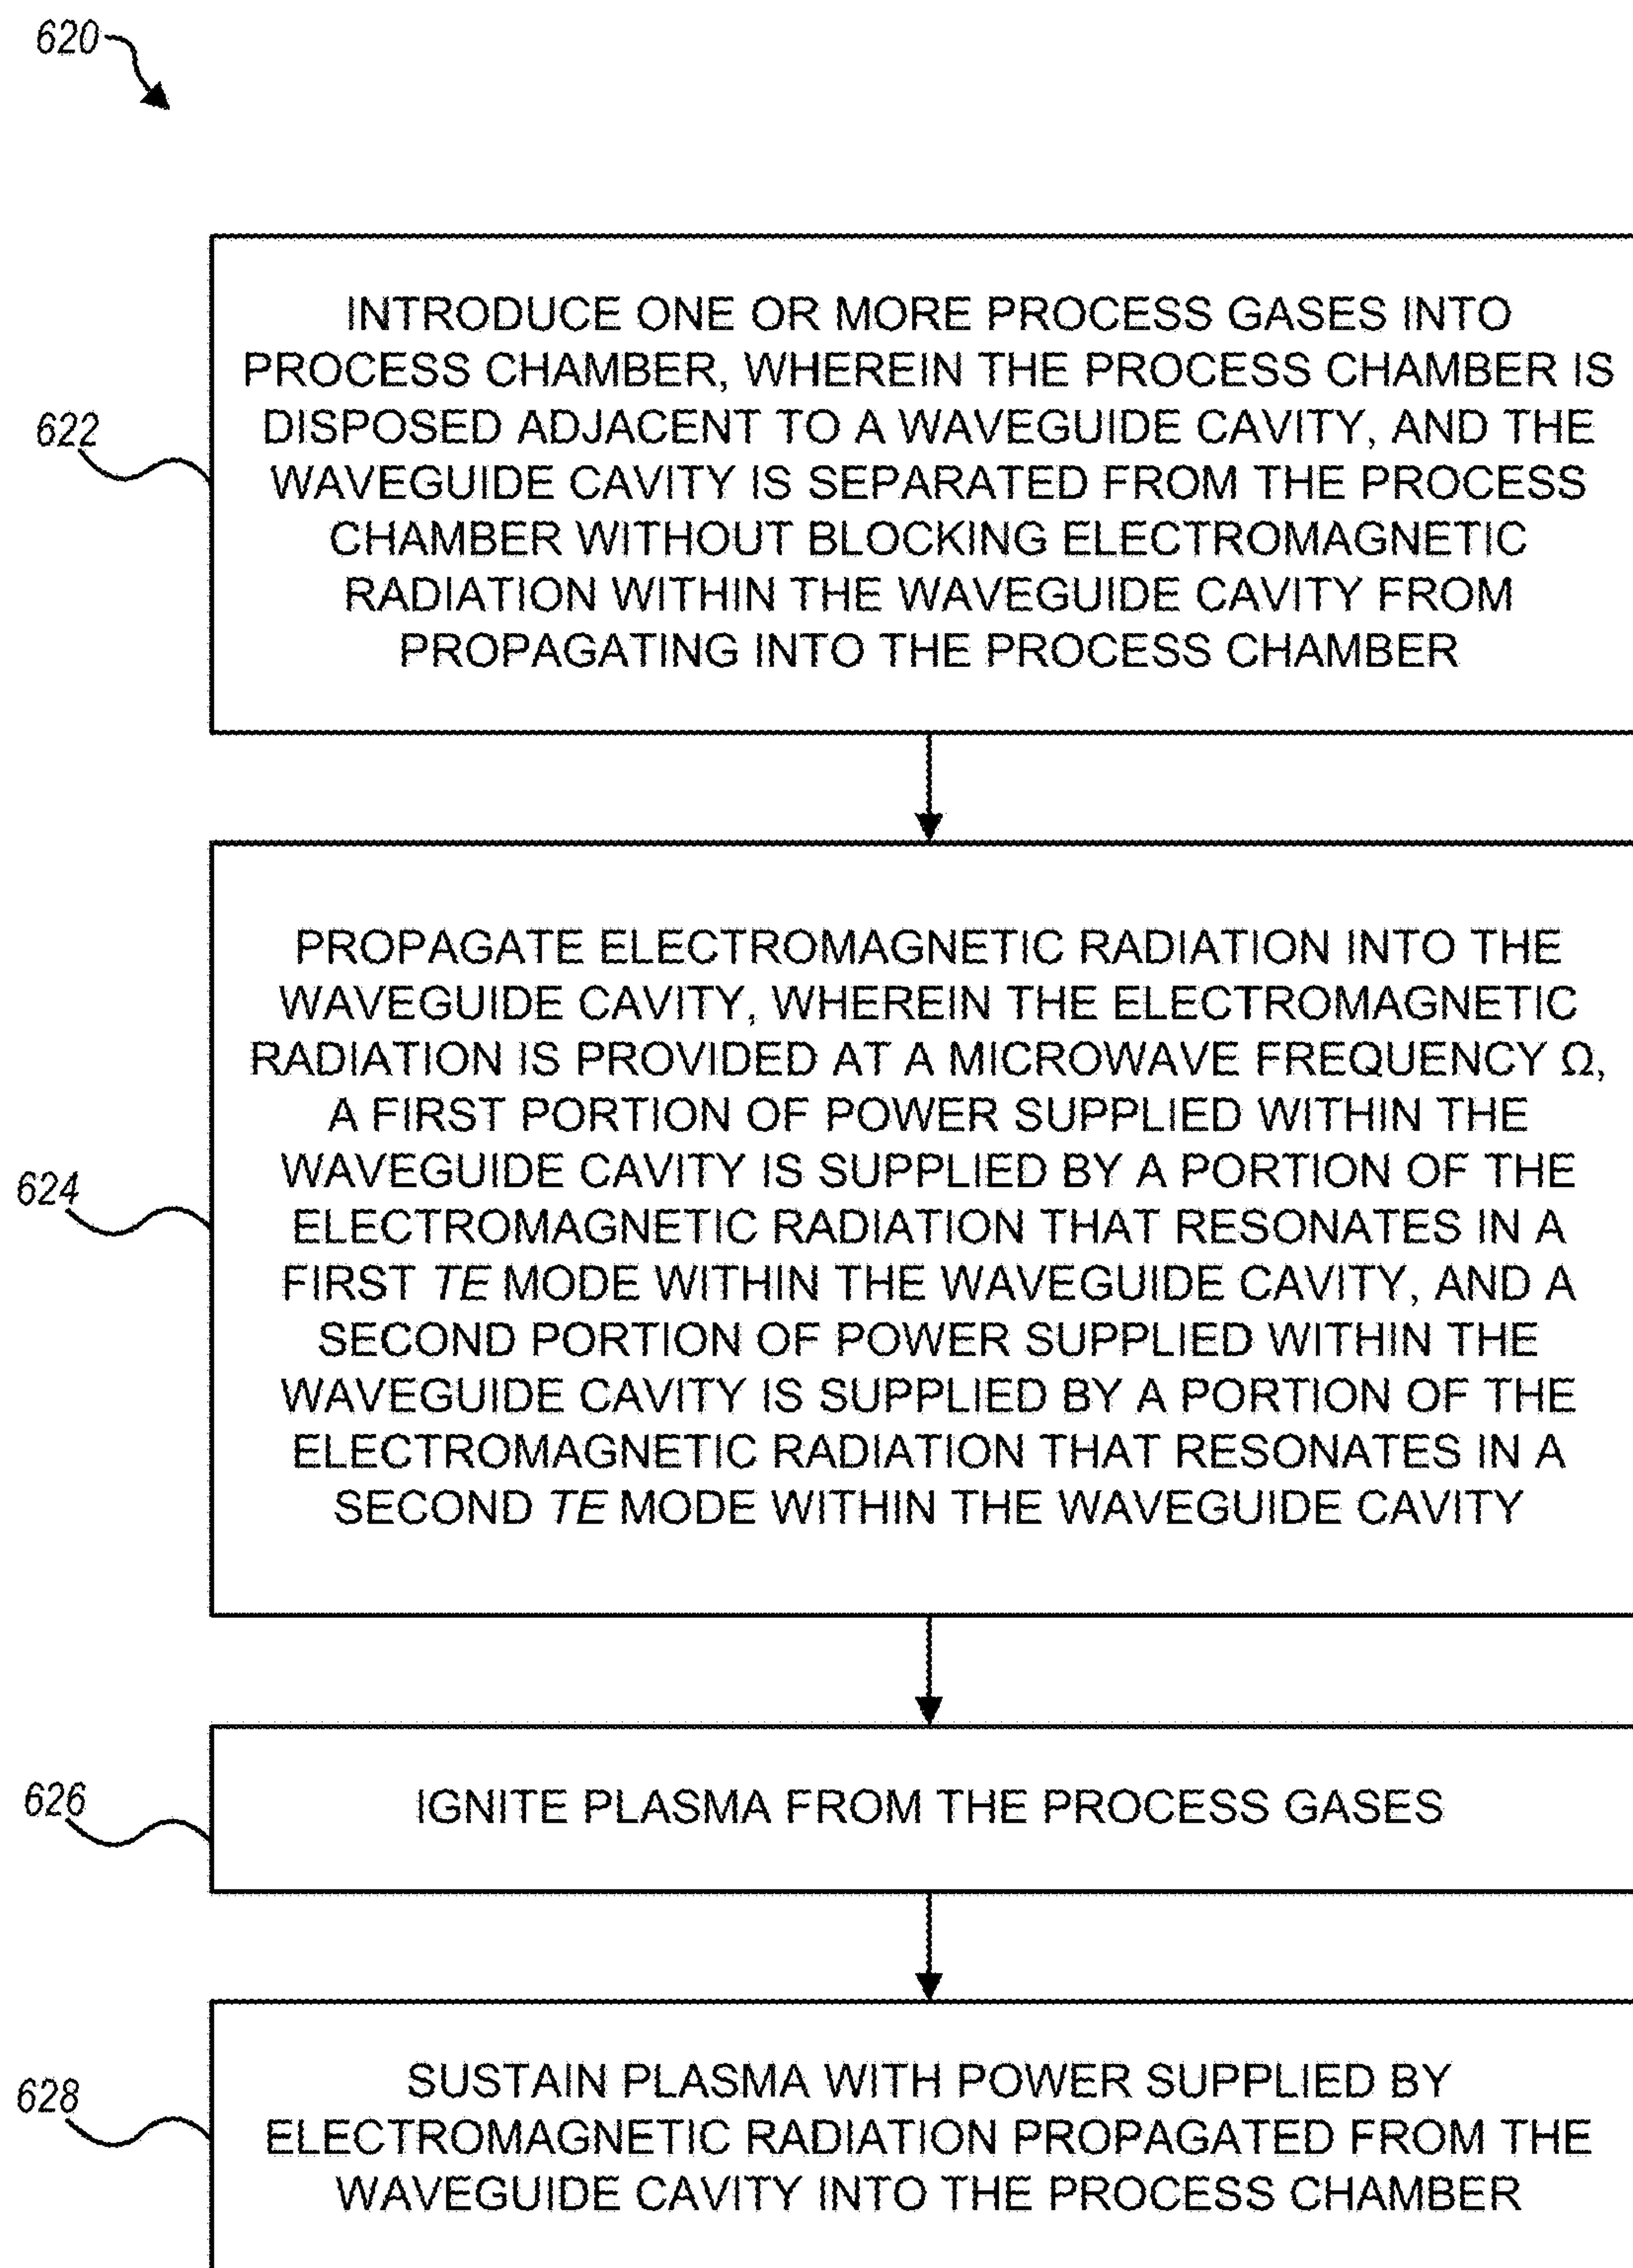 620
622
INTRODUCE ONE OR MORE PROCESS GASES INTO
PROCESS CHAMBER, WHEREIN THE PROCESS CHAMBER IS
DISPOSED ADJACENT TO A WAVEGUIDE CAVITY, AND THE
WAVEGUIDE CAVITY IS SEPARATED FROM THE PROCESS
CHAMBER WITHOUT BLOCKING ELECTROMAGNETIC
RADIATION WITHIN THE WAVEGUIDE CAVITY FROM
PROPAGATING INTO THE PROCESS CHAMBER
624
PROPAGATE ELECTROMAGNETIC RADIATION INTO THE
WAVEGUIDE CAVITY, WHEREIN THE ELECTROMAGNETIC
RADIATION IS PROVIDED AT A MICROWAVE FREQUENCY Ω,
A FIRST PORTION OF POWER SUPPLIED WITHIN THE
WAVEGUIDE CAVITY IS SUPPLIED BY A PORTION OF THE
ELECTROMAGNETIC RADIATION THAT RESONATES IN A
FIRST TE MODE WITHIN THE WAVEGUIDE CAVITY, AND A
SECOND PORTION OF POWER SUPPLIED WITHIN THE
WAVEGUIDE CAVITY IS SUPPLIED BY A PORTION OF THE
ELECTROMAGNETIC RADIATION THAT RESONATES IN A
SECOND TE MODE WITHIN THE WAVEGUIDE CAVITY
626
IGNITE PLASMA FROM THE PROCESS GASES
628
SUSTAIN PLASMA WITH POWER SUPPLIED BY
ELECTROMAGNETIC RADIATION PROPAGATED FROM THE
WAVEGUIDE CAVITY INTO THE PROCESS CHAMBER